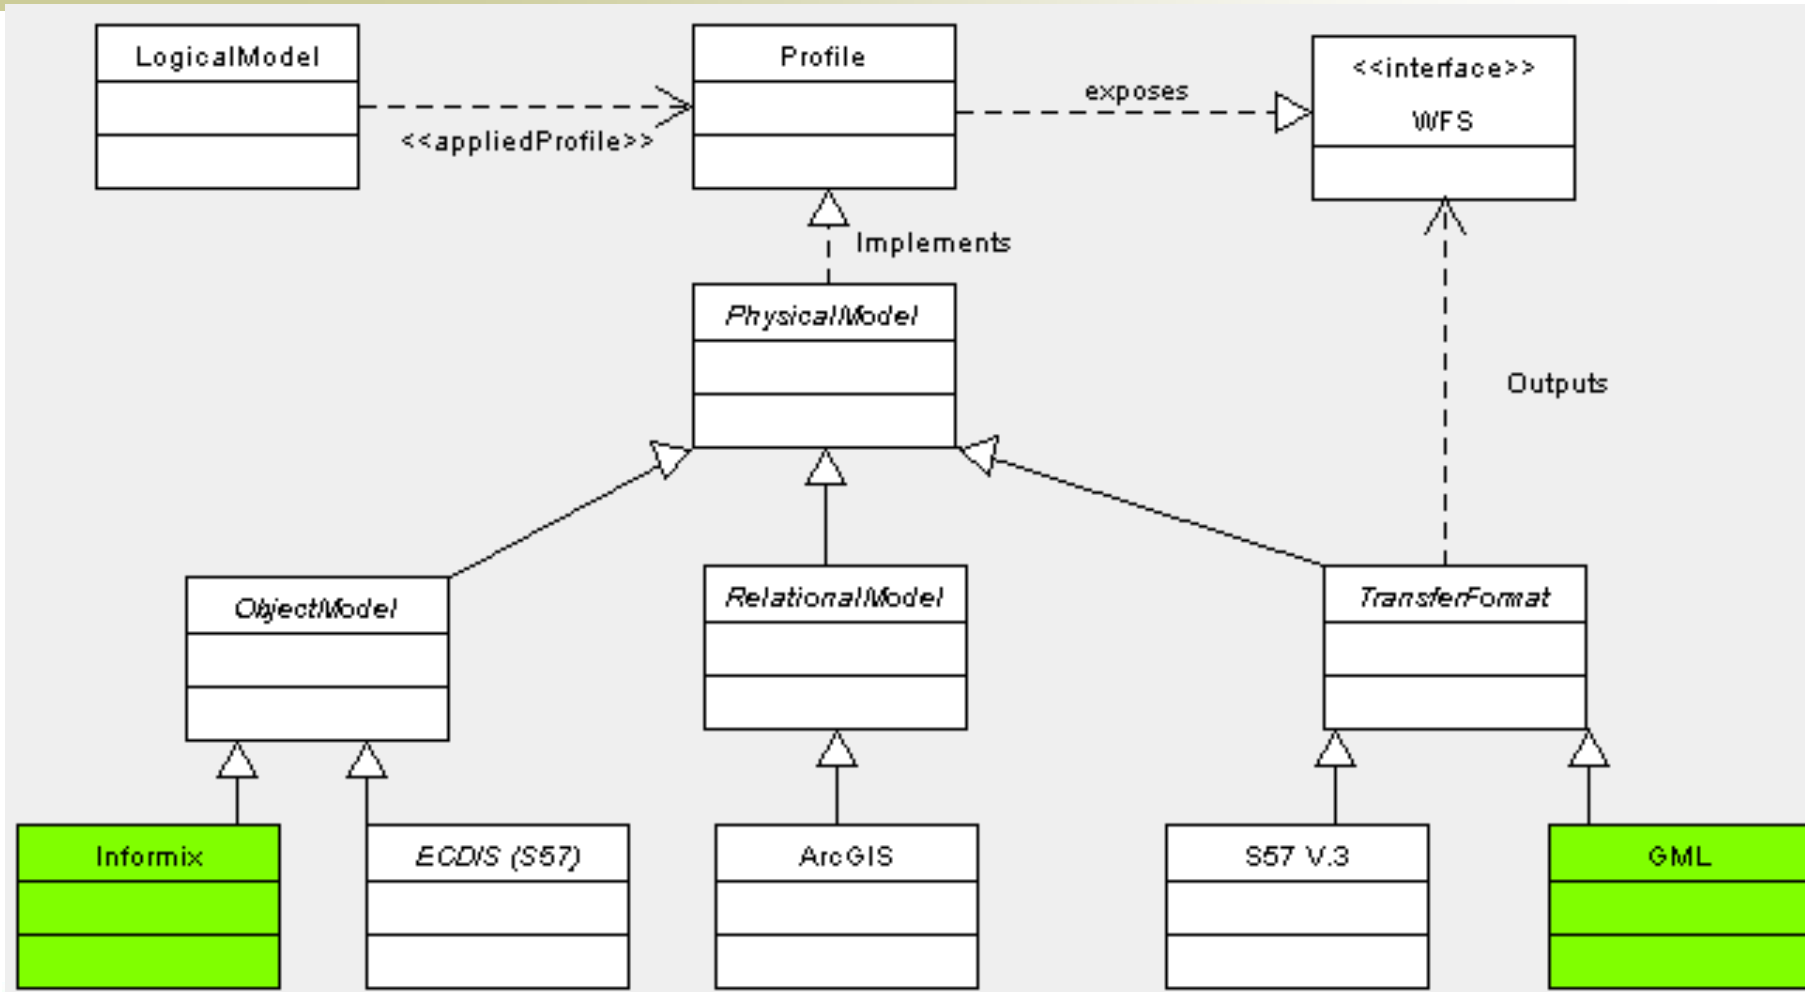 LogicalModel
Profile
<<interface>>
WFS
exposes
<<appliedProfile>>
Implements
PhysicalModel
Outputs
ObjectModel
RelationalModel
TransferFormat
Informix
ECDIS (S57)
ArcGIS
S57 V.3
GML